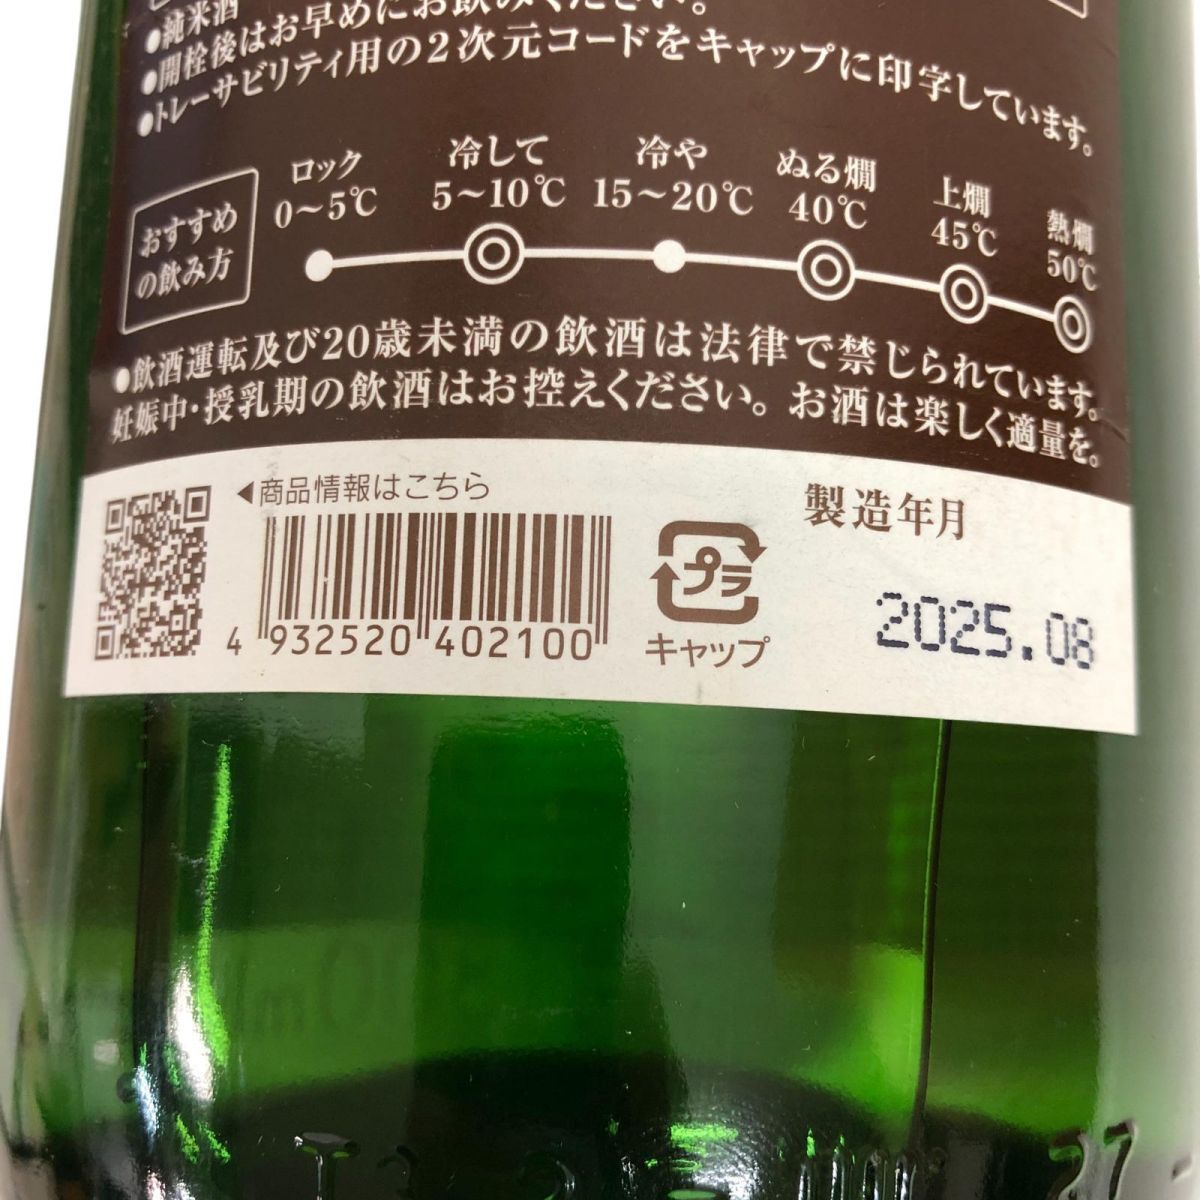 ●純米酒
●開栓後はお早めにお飲みください。
●トレーサビリティ用の2次元コードをキャップに印字しています。
おすすめ
の飲み方
ロック
0～5℃
冷して
5～10℃
冷や
15～20℃
ぬる燗
40℃
上燗
45℃
熱燗
50℃
●飲酒運転及び20歳未満の飲酒は法律で禁じられています。
妊娠中・授乳期の飲酒はお控えください。お酒は楽しく適量を。
◀商品情報はこちら
4 932520 402100
プラ
キャップ
製造年月
2025.08